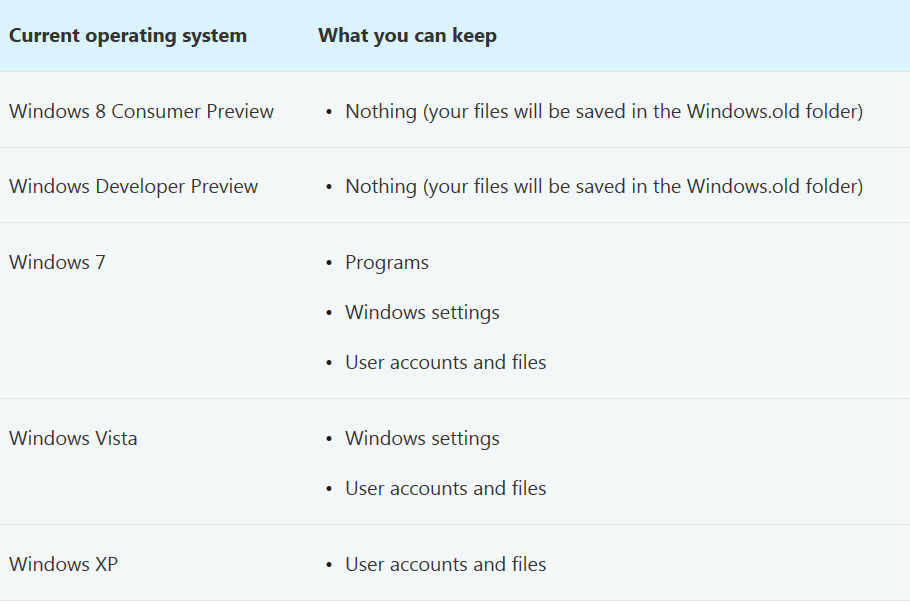 Current operating system What you can keep
Windows 8 Consumer Preview • Nothing (your files will be saved in the Windows.old folder)
Windows Developer Preview • Nothing (your files will be saved in the Windows.old folder)
Windows 7 • Programs
• Windows settings
• User accounts and files
Windows Vista • Windows settings
• User accounts and files
Windows XP • User accounts and files